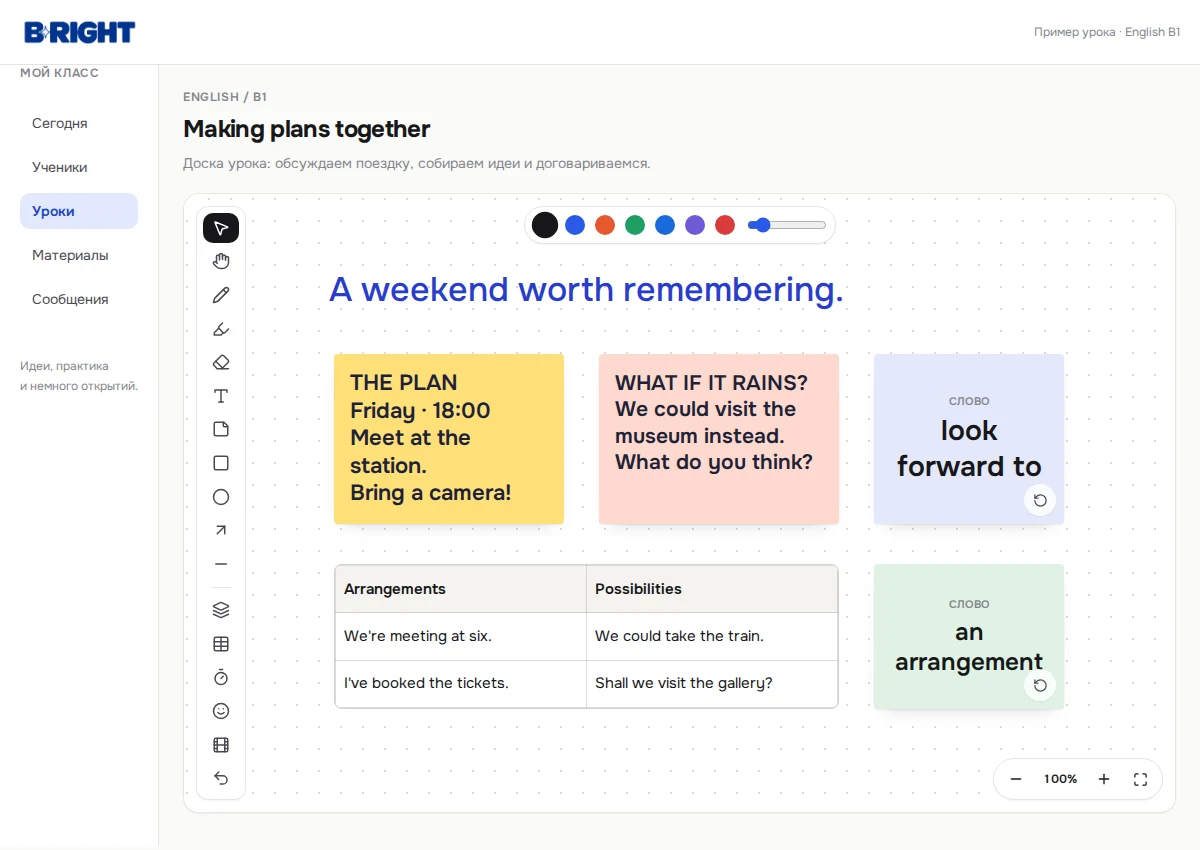 BRIGHT
Пример урока · English B1
МОЙ КЛАСС
Сегодня
Ученики
Уроки
Материалы
Сообщения
Идеи, практика
и немного открытий.
ENGLISH / B1
Making plans together
Доска урока: обсуждаем поездку, собираем идеи и договариваемся.
A weekend worth remembering.
THE PLAN
Friday · 18:00
Meet at the
station.
Bring a camera!
WHAT IF IT RAINS?
We could visit the
museum instead.
What do you think?
СЛОВО
look
forward to
Arrangements
Possibilities
We're meeting at six.
We could take the train.
I've booked the tickets.
Shall we visit the gallery?
СЛОВО
an
arrangement
100%